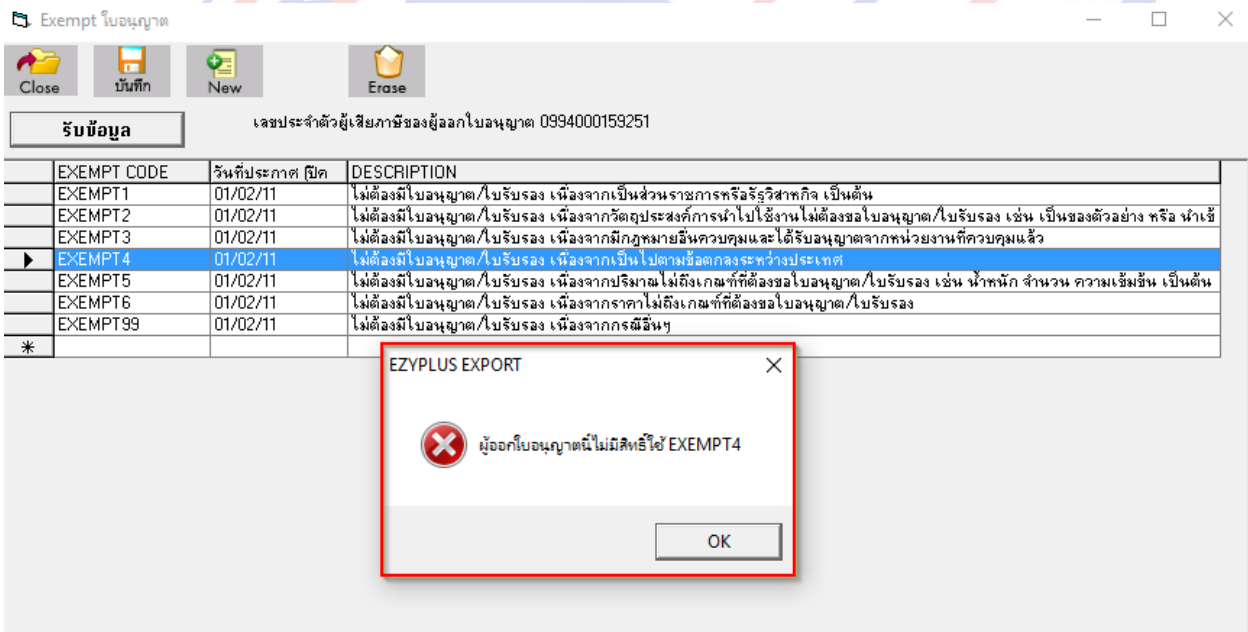 Exempt ใบอนุญาต
Close บันทึก New Erase
รับข้อมูล เลขประจำตัวผู้เสียภาษีของผู้ออกใบอนุญาต 0994000159251
EXEMPT CODE วันที่ประกาศ (ปีค DESCRIPTION
EXEMPT1 01/02/11 ไม่ต้องมีใบอนุญาต/ใบรับรอง เนื่องจากเป็นส่วนราชการหรือรัฐวิสาหกิจ เป็นต้น
EXEMPT2 01/02/11 ไม่ต้องมีใบอนุญาต/ใบรับรอง เนื่องจากวัตถุประสงค์การนำไปใช้งานไม่ต้องขอใบอนุญาต/ใบรับรอง เช่น เป็นของตัวอย่าง หรือ นำเข้
EXEMPT3 01/02/11 ไม่ต้องมีใบอนุญาต/ใบรับรอง เนื่องจากมีกฎหมายอื่นควบคุมและได้รับอนุญาตจากหน่วยงานที่ควบคุมแล้ว
EXEMPT4 01/02/11 ไม่ต้องมีใบอนุญาต/ใบรับรอง เนื่องจากเป็นไปตามข้อตกลงระหว่างประเทศ
EXEMPT5 01/02/11 ไม่ต้องมีใบอนุญาต/ใบรับรอง เนื่องจากปริมาณไม่ถึงเกณฑ์ที่ต้องขอใบอนุญาต/ใบรับรอง เช่น น้ำหนัก จำนวน ความเข้มข้น เป็นต้น
EXEMPT6 01/02/11 ไม่ต้องมีใบอนุญาต/ใบรับรอง เนื่องจากราคาไม่ถึงเกณฑ์ที่ต้องขอใบอนุญาต/ใบรับรอง
EXEMPT99 01/02/11 ไม่ต้องมีใบอนุญาต/ใบรับรอง เนื่องจากกรณีอื่นๆ
EZYPLUS EXPORT
ผู้ออกใบอนุญาตนี้ไม่มีสิทธิ์ใช้ EXEMPT4
OK